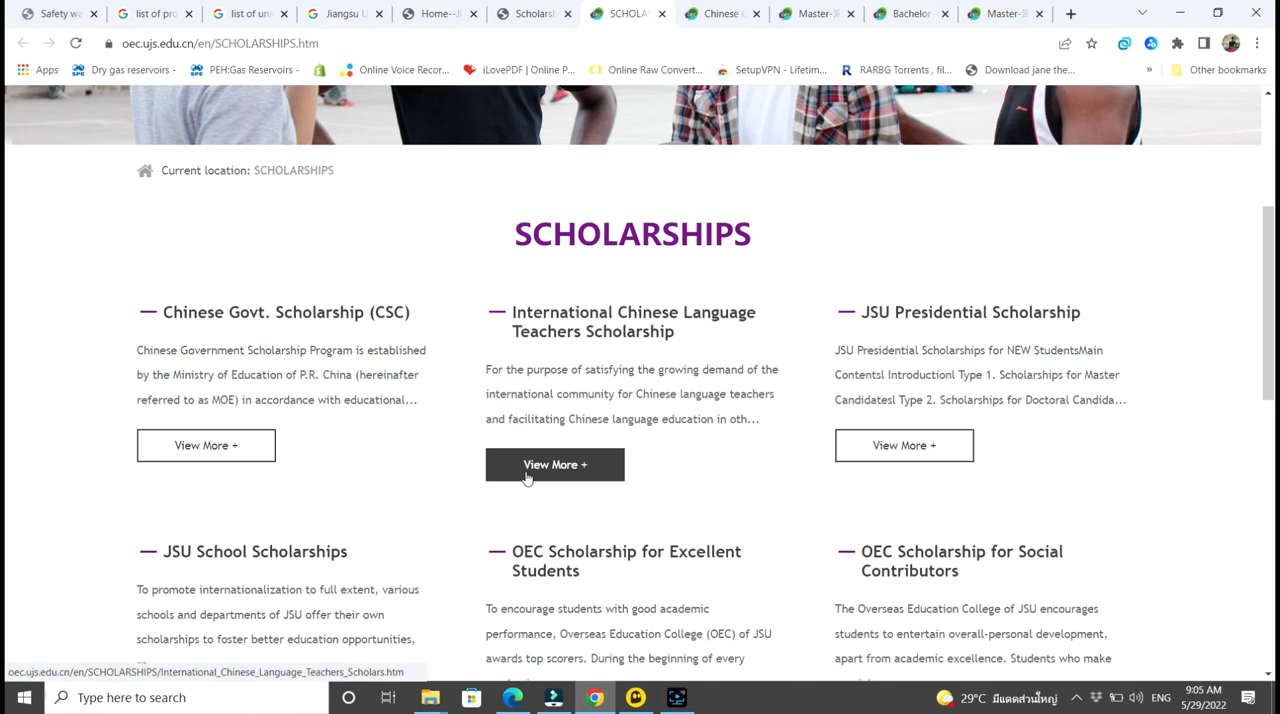 Safety wa
list of pro
list of uni
Jiangsu U
Home--Ji
Scholarsh
SCHOLA
Chinese G
Master-
Bachelor-
Master-
oec.ujs.edu.cn/en/SCHOLARSHIPS.htm
Apps
Dry gas reservoirs -
PEH:Gas Reservoirs -
Online Voice Recor...
iLovePDF | Online P...
Online Raw Convert...
SetupVPN - Lifetim...
RARBG Torrents , fil...
Download jane the...
»
Other bookmarks
Current location: SCHOLARSHIPS
SCHOLARSHIPS
Chinese Govt. Scholarship (CSC)
Chinese Government Scholarship Program is established
by the Ministry of Education of P.R. China (hereinafter
referred to as MOE) in accordance with educational...
View More +
International Chinese Language
Teachers Scholarship
For the purpose of satisfying the growing demand of the
international community for Chinese language teachers
and facilitating Chinese language education in oth...
View More +
JSU Presidential Scholarship
JSU Presidential Scholarships for NEW StudentsMain
Contentsl Introductionl Type 1. Scholarships for Master
Candidatesl Type 2. Scholarships for Doctoral Candida...
View More +
JSU School Scholarships
To promote internationalization to full extent, various
schools and departments of JSU offer their own
scholarships to foster better education opportunities,
OEC Scholarship for Excellent
Students
To encourage students with good academic
performance, Overseas Education College (OEC) of JSU
awards top scorers. During the beginning of every
OEC Scholarship for Social
Contributors
The Overseas Education College of JSU encourages
students to entertain overall-personal development,
apart from academic excellence. Students who make
oec.ujs.edu.cn/en/SCHOLARSHIPS/International_Chinese_Language_Teachers_Scholars.htm
Type here to search
29°C มีแดดส่วนใหญ่
ENG
9:05 AM
5/29/2022